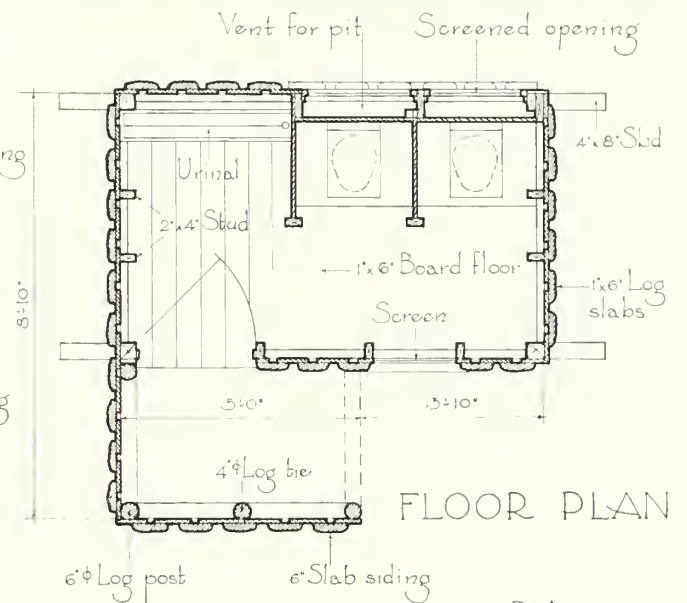 Vent for pit
Screened opening
4"x8" Stud
Urinal
2"x4" Stud
1"x6" Board floor
1"x6" Log
slabs
Screen
8'-10"
5'-0"
3'-10"
4"ϕ Log tie
FLOOR PLAN
6"ϕ Log post
6" Slab siding